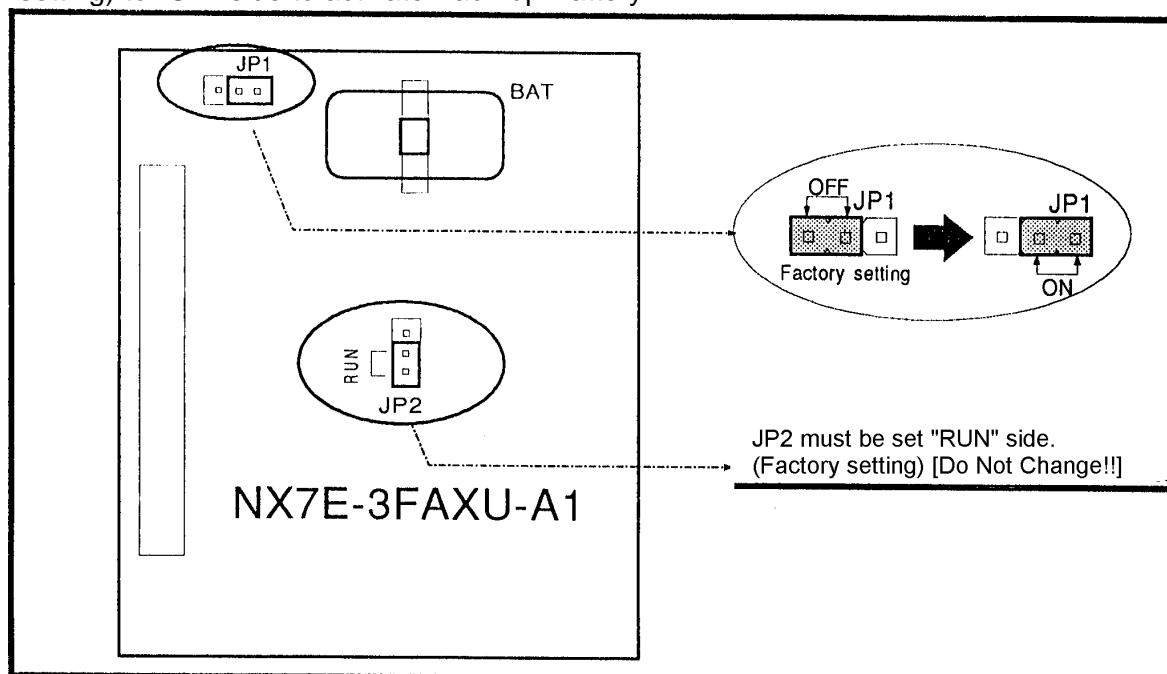 JP1
BAT
OFF
JP1
JP1
Factory setting
ON
RUN
JP2
JP2 must be set "RUN" side.
(Factory setting) [Do Not Change!!]
NX7E-3FAXU-A1